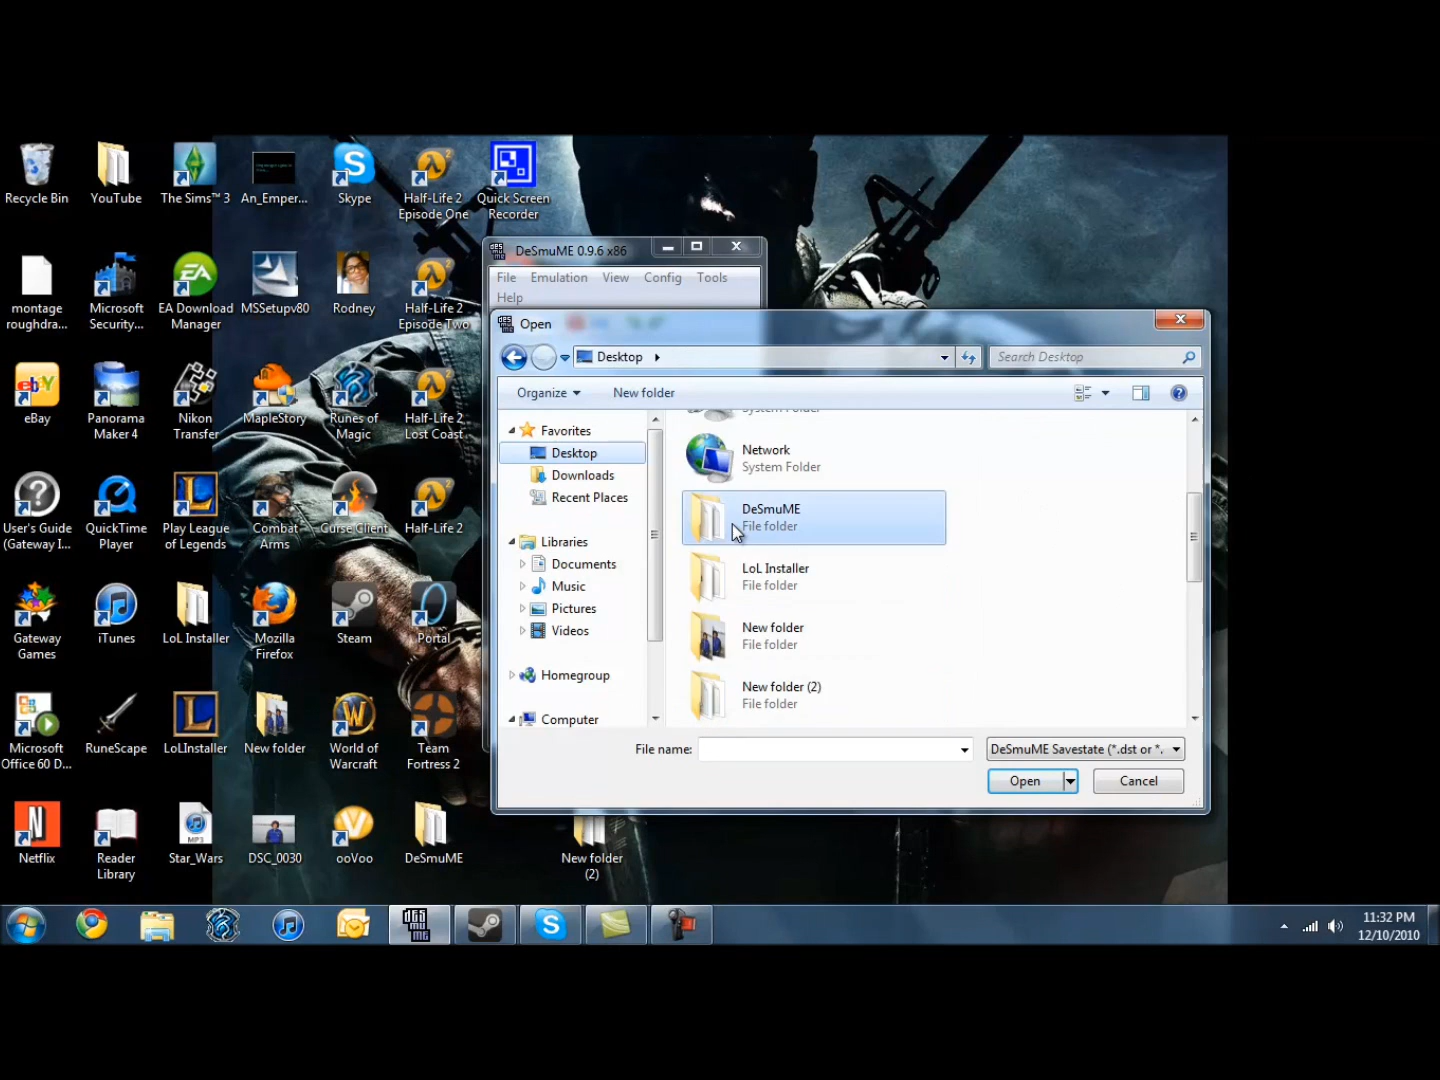 Recycle Bin
YouTube
The Sims™ 3
An_Emper...
Skype
Half-Life 2
Episode One
Quick Screen
Recorder
montage
roughdra...
Microsoft
Security...
EA Download
Manager
MSSetupv80
Rodney
Half-Life 2
Episode Two
eBay
Panorama
Maker 4
Nikon
Transfer
MapleStory
Runes of
Magic
Half-Life 2
Lost Coast
User's Guide
(Gateway I...
QuickTime
Player
Play League
of Legends
Combat
Arms
Curse Client
Half-Life 2
Gateway
Games
iTunes
LoL Installer
Mozilla
Firefox
Steam
Portal
Microsoft
Office 60 D...
RuneScape
LoLInstaller
New folder
World of
Warcraft
Team
Fortress 2
Netflix
Reader
Library
Star_Wars
DSC_0030
ooVoo
DeSmuME
New folder
(2)
DeSmuME 0.9.6 x86
File Emulation View Config Tools
Help
Open
Desktop
Search Desktop
Organize
New folder
Favorites
Desktop
Downloads
Recent Places
Libraries
Documents
Music
Pictures
Videos
Homegroup
Computer
System Folder
Network
System Folder
DeSmuME
File folder
LoL Installer
File folder
New folder
File folder
New folder (2)
File folder
File name:
DeSmuME Savestate (*.dst or *.
Open
Cancel
11:32 PM
12/10/2010